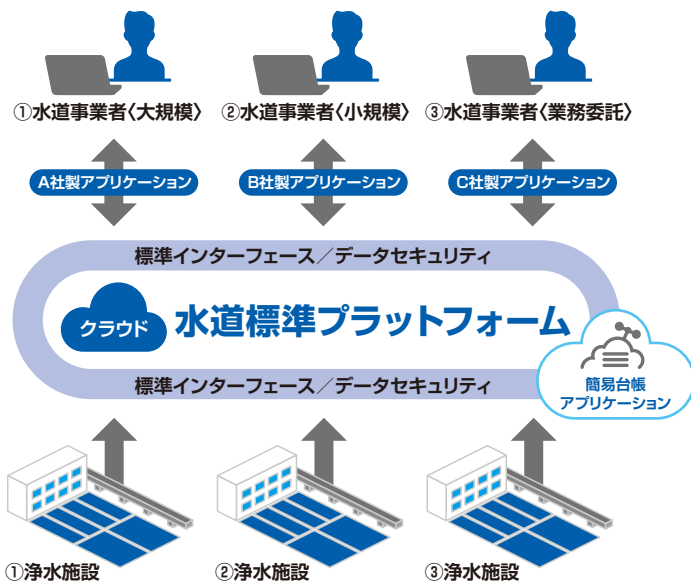 ①水道事業者〈大規模〉
②水道事業者〈小規模〉
③水道事業者〈業務委託〉
A社製アプリケーション
B社製アプリケーション
C社製アプリケーション
標準インターフェース／データセキュリティ
クラウド
水道標準プラットフォーム
標準インターフェース／データセキュリティ
簡易台帳
アプリケーション
①浄水施設
②浄水施設
③浄水施設